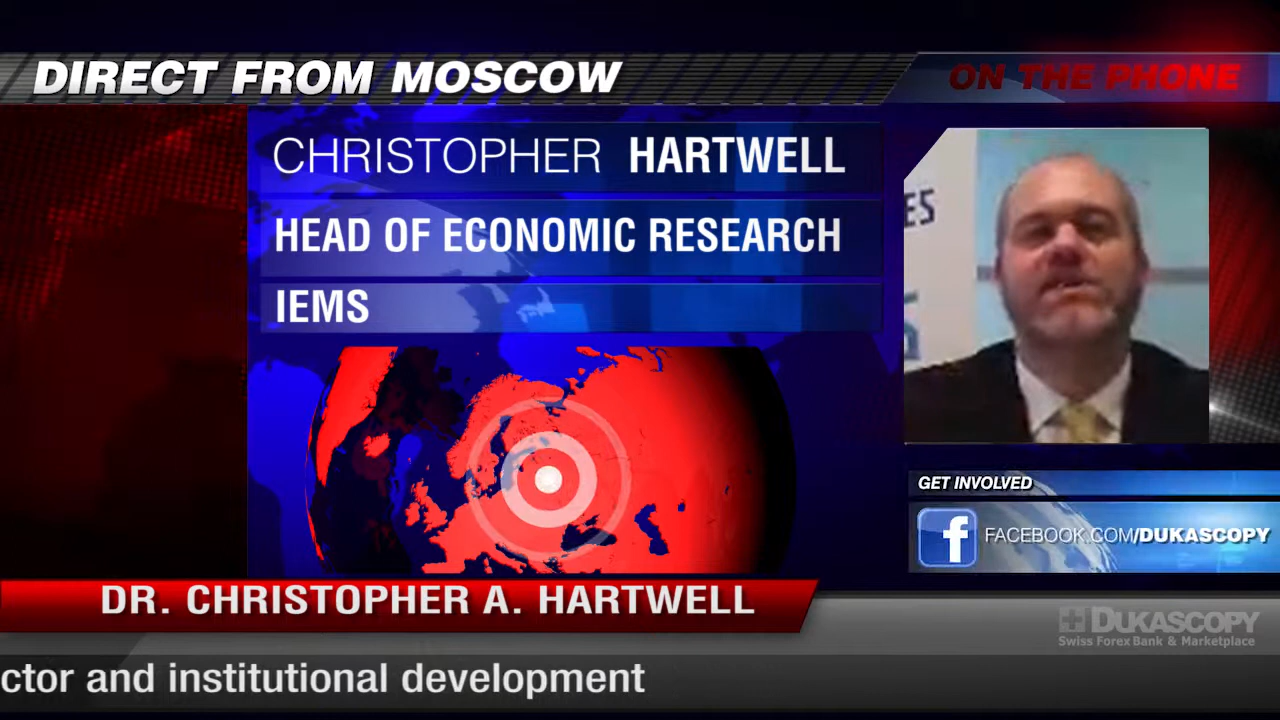 DIRECT FROM MOSCOW
ON THE PHONE
CHRISTOPHER HARTWELL
HEAD OF ECONOMIC RESEARCH
IEMS
ES
GET INVOLVED
f FACEBOOK.COM/DUKASCOPY
DR. CHRISTOPHER A. HARTWELL
DUKASCOPY
Swiss Forex Bank & Marketplace
ctor and institutional development